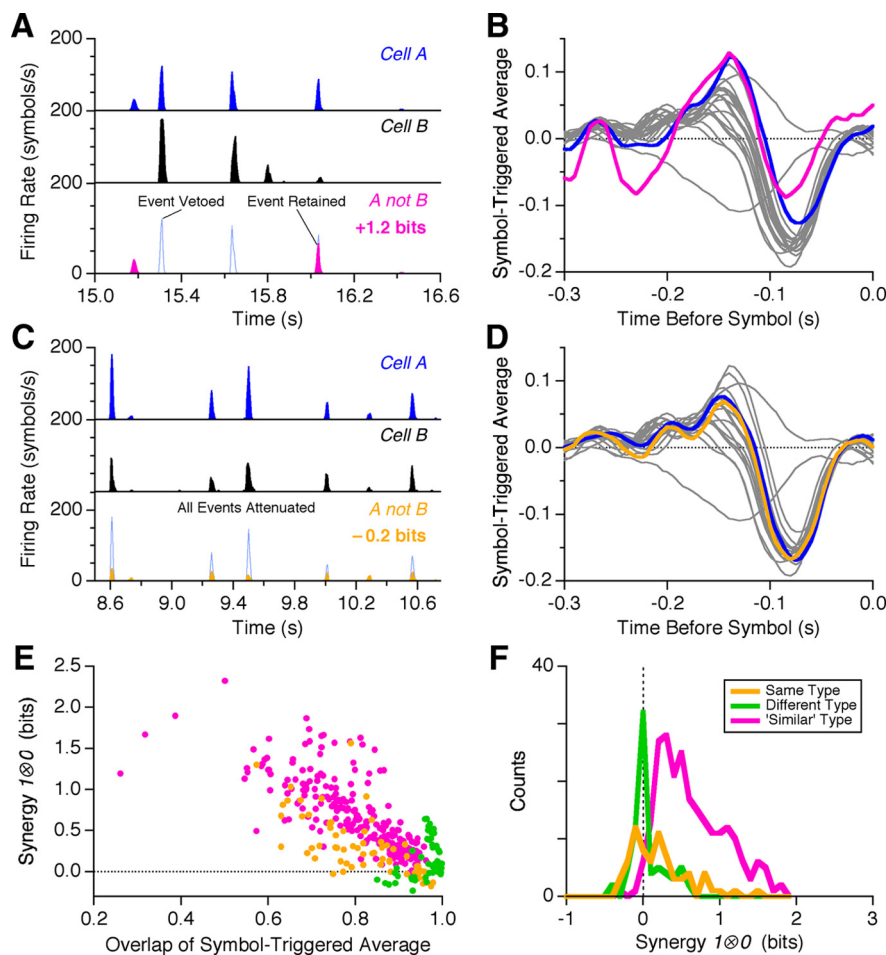 A
Firing Rate (symbols/s)
200
Cell A
200
Cell B
200
Event Vetoed
Event Retained
A not B
+1.2 bits
0
15.0
15.4
15.8
16.2
16.6
Time (s)
B
Symbol-Triggered Average
0.1
0.0
-0.1
-0.2
-0.3
-0.2
-0.1
0.0
Time Before Symbol (s)
C
Firing Rate (symbols/s)
200
Cell A
200
Cell B
200
All Events Attenuated
A not B
−0.2 bits
0
8.6
9.0
9.4
9.8
10.2
10.6
Time (s)
D
Symbol-Triggered Average
0.1
0.0
-0.1
-0.2
-0.3
-0.2
-0.1
0.0
Time Before Symbol (s)
E
Synergy 1⊗0 (bits)
2.5
2.0
1.5
1.0
0.5
0.0
0.2
0.4
0.6
0.8
1.0
Overlap of Symbol-Triggered Average
F
Counts
40
0
Same Type
Different Type
'Similar' Type
-1
0
1
2
3
Synergy 1⊗0 (bits)